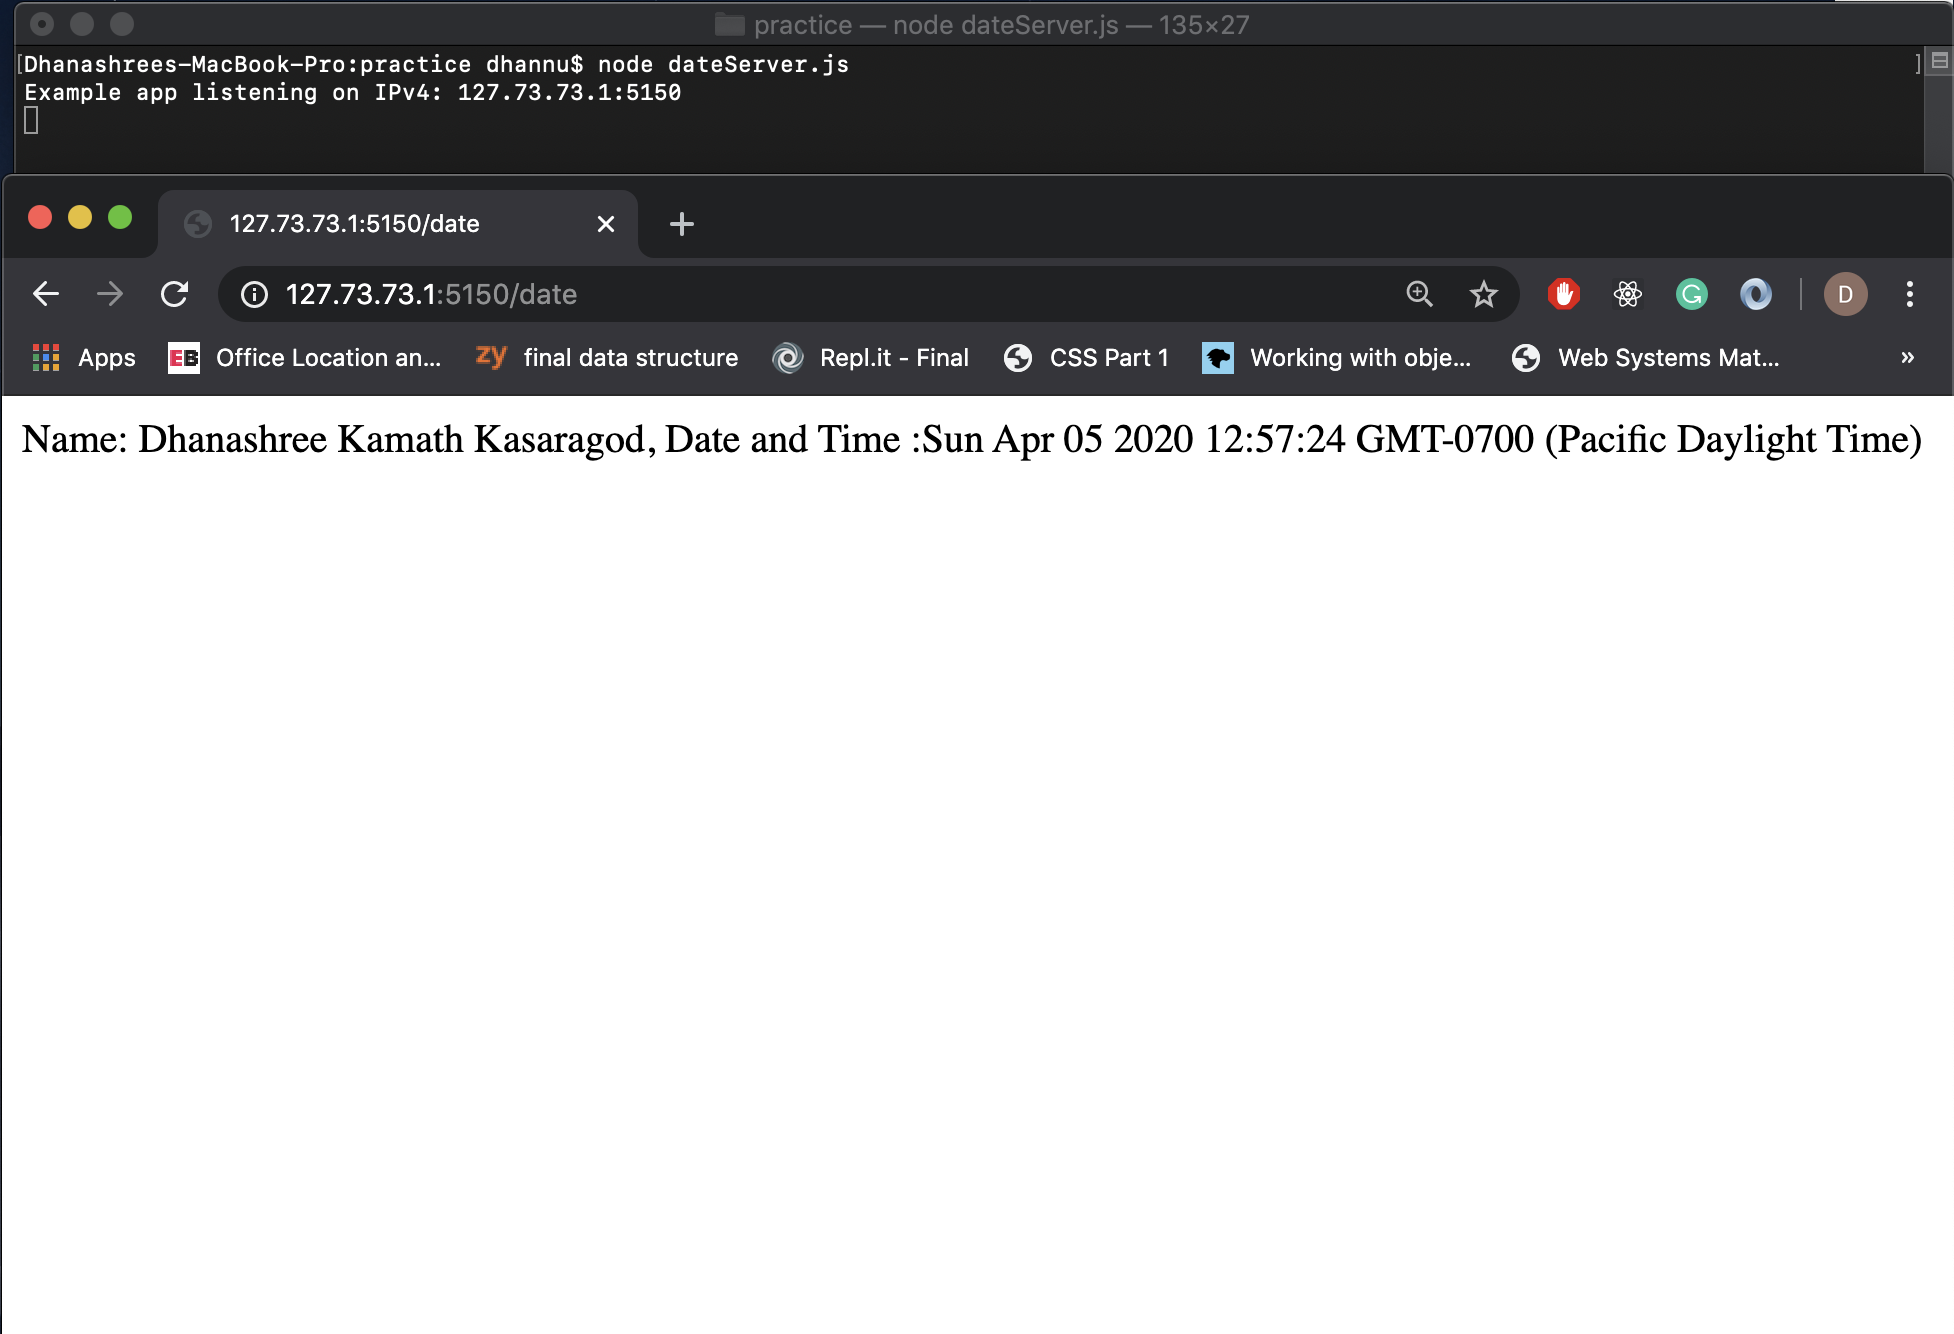 practice — node dateServer.js — 135×27
[Dhanashrees-MacBook-Pro:practice dhannu$ node dateServer.js ]
Example app listening on IPv4: 127.73.73.1:5150
127.73.73.1:5150/date
127.73.73.1:5150/date
D
Apps EB Office Location an... zy final data structure Repl.it - Final CSS Part 1 Working with obje... Web Systems Mat... »
Name: Dhanashree Kamath Kasaragod, Date and Time :Sun Apr 05 2020 12:57:24 GMT-0700 (Pacific Daylight Time)